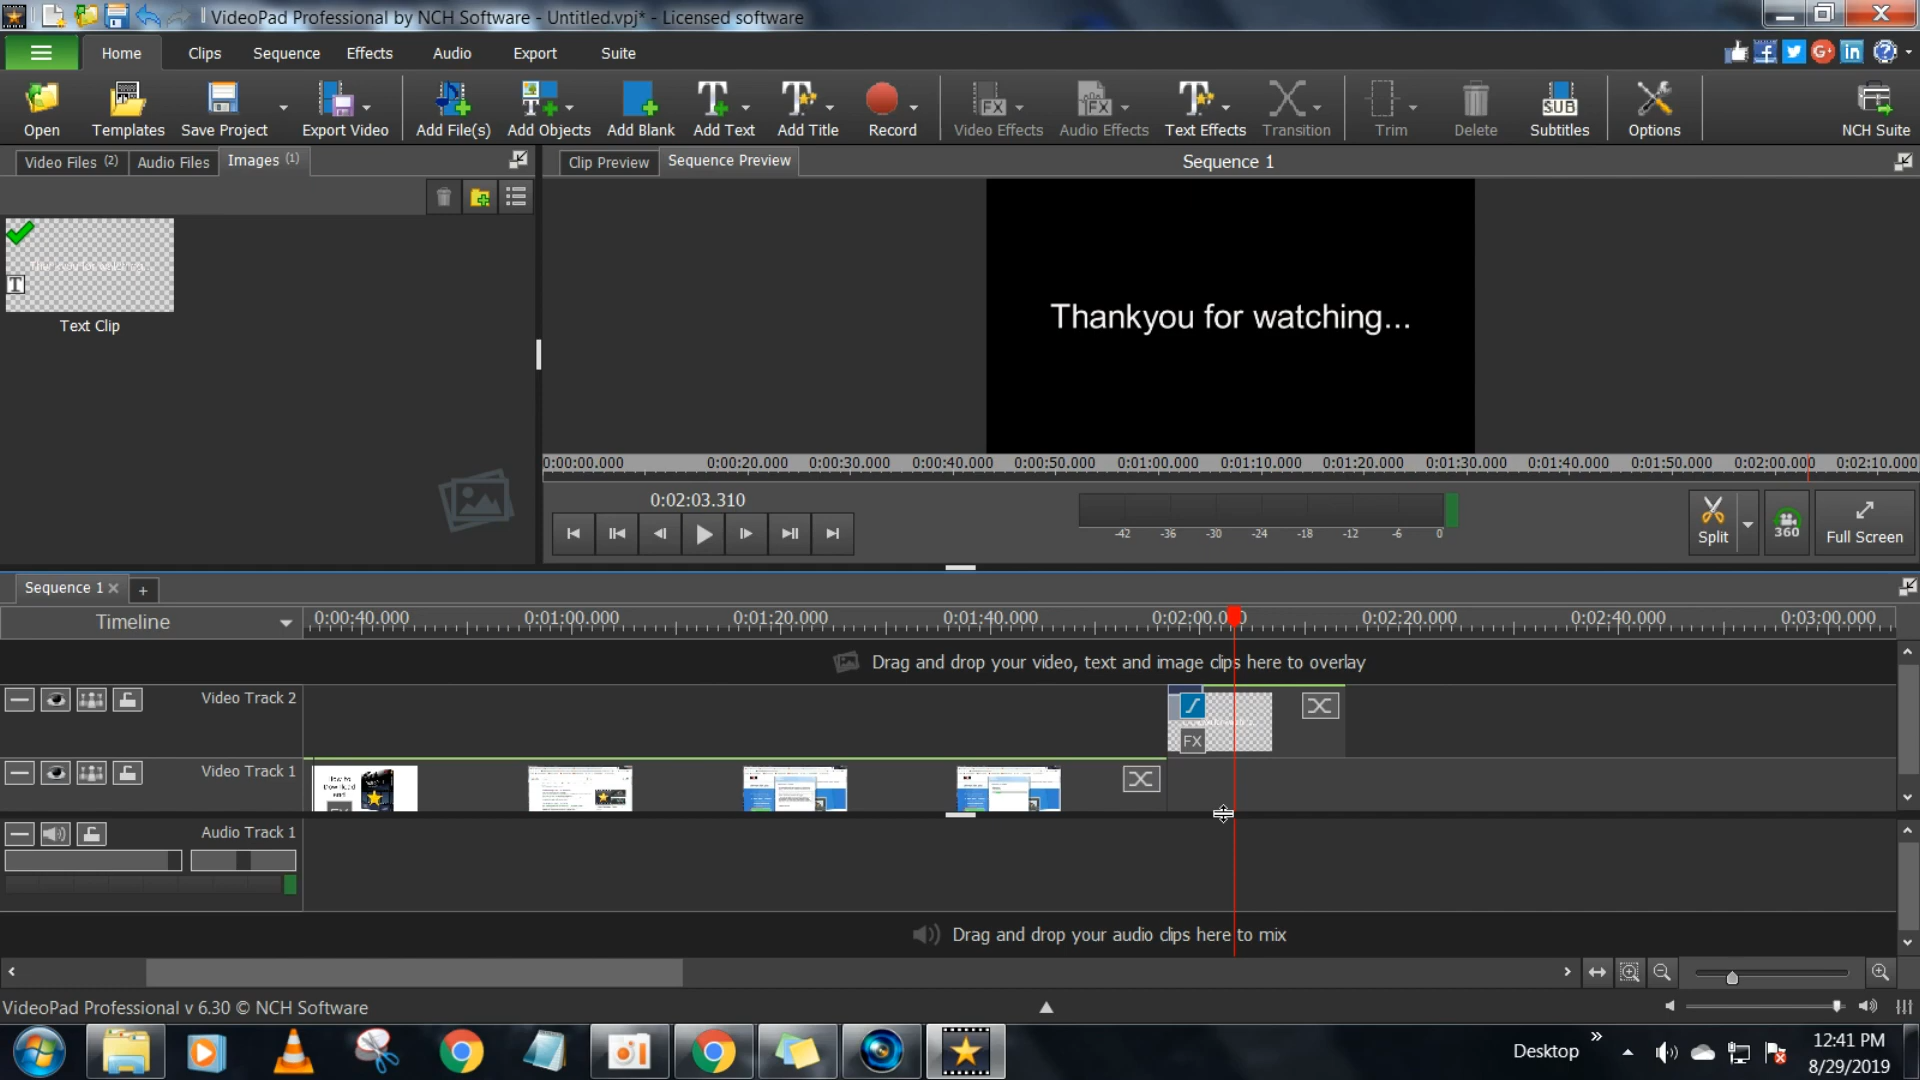 VideoPad Professional by NCH Software - Untitled.vpj* - Licensed software
Home Clips Sequence Effects Audio Export Suite
Open Templates Save Project Export Video Add File(s) Add Objects Add Blank Add Text Add Title Record Video Effects Audio Effects Text Effects Transition Trim Delete Subtitles Options NCH Suite
Video Files (2) Audio Files Images (1)
Clip Preview Sequence Preview Sequence 1
Text Clip
Thankyou for watching...
0:00:00.000 0:00:20.000 0:00:30.000 0:00:40.000 0:00:50.000 0:01:00.000 0:01:10.000 0:01:20.000 0:01:30.000 0:01:40.000 0:01:50.000 0:02:00.000 0:02:10.000
0:02:03.310
-42 -36 -30 -24 -18 -12 -6 0
Split 360 Full Screen
Sequence 1
Timeline 0:00:40.000 0:01:00.000 0:01:20.000 0:01:40.000 0:02:00.000 0:02:20.000 0:02:40.000 0:03:00.000
Drag and drop your video, text and image clips here to overlay
Video Track 2
FX
Video Track 1
How to
Download
and
Audio Track 1
Drag and drop your audio clips here to mix
VideoPad Professional v 6.30 © NCH Software
Desktop
12:41 PM
8/29/2019